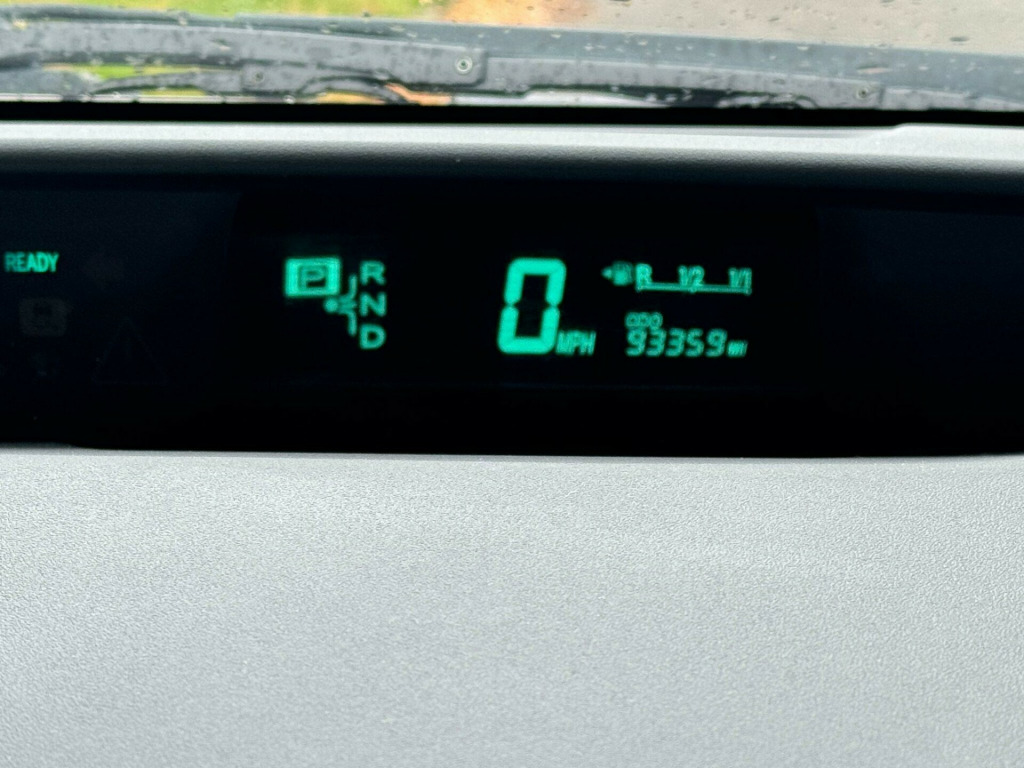 READY
P R
N
D
0 MPH
R 1/2 1/1
ODO
93359 mi